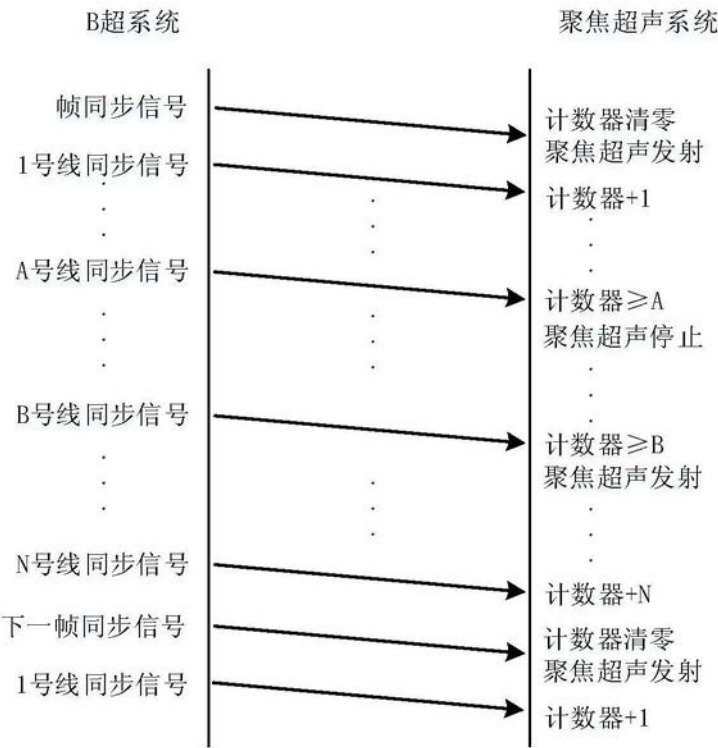 B超系统
聚焦超声系统
帧同步信号
计数器清零
聚焦超声发射
1号线同步信号
计数器+1
A号线同步信号
计数器≥A
聚焦超声停止
B号线同步信号
计数器≥B
聚焦超声发射
N号线同步信号
计数器+N
下一帧同步信号
计数器清零
聚焦超声发射
1号线同步信号
计数器+1